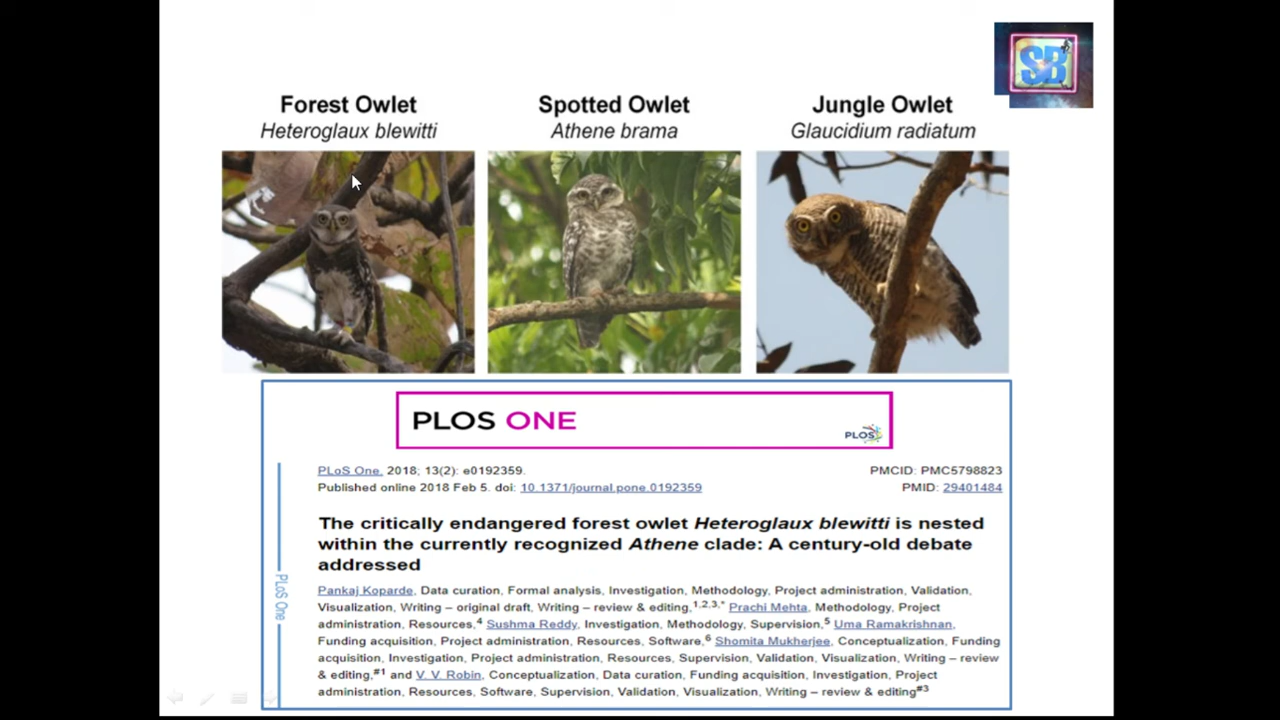 SB
Forest Owlet
Heteroglaux blewitti
Spotted Owlet
Athene brama
Jungle Owlet
Glaucidium radiatum
PLOS ONE
PLOS
PLoS One. 2018; 13(2): e0192359.
PMCID: PMC5798823
Published online 2018 Feb 5. doi: 10.1371/journal.pone.0192359
PMID: 29401484
The critically endangered forest owlet Heteroglaux blewitti is nested
within the currently recognized Athene clade: A century-old debate
addressed
PLoS One
Pankaj Koparde, Data curation, Formal analysis, Investigation, Methodology, Project administration, Validation,
Visualization, Writing – original draft, Writing – review & editing,1,2,3,* Prachi Mehta, Methodology, Project
administration, Resources,4 Sushma Reddy, Investigation, Methodology, Supervision,5 Uma Ramakrishnan,
Funding acquisition, Project administration, Resources, Software,6 Shomita Mukherjee, Conceptualization, Funding
acquisition, Investigation, Project administration, Resources, Supervision, Validation, Visualization, Writing – review
& editing,#1 and V. V. Robin, Conceptualization, Data curation, Funding acquisition, Investigation, Project
administration, Resources, Software, Supervision, Validation, Visualization, Writing – review & editing#3